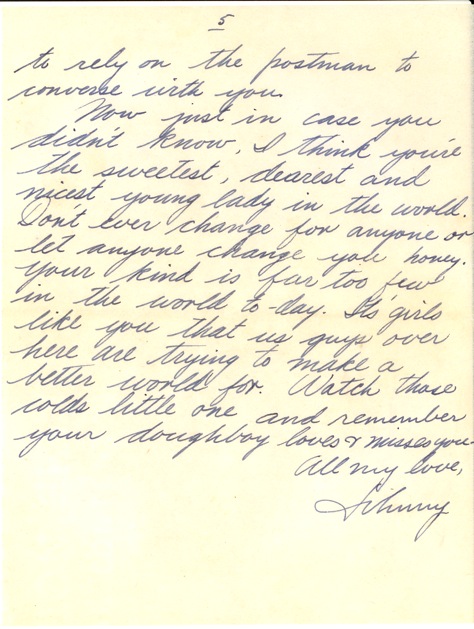 5
to rely on the postman to
converse with you.
Now just in case you
didn't know, I think you're
the sweetest, dearest and
nicest young lady in the world.
Don't ever change for anyone or
let anyone change you honey.
Your kind is far too few
in the world to-day. It's girls
like you that us guys over
here are trying to make a
better world for. Watch those
colds little one and remember
your doughboy loves & misses you.
All my love,
Johnny